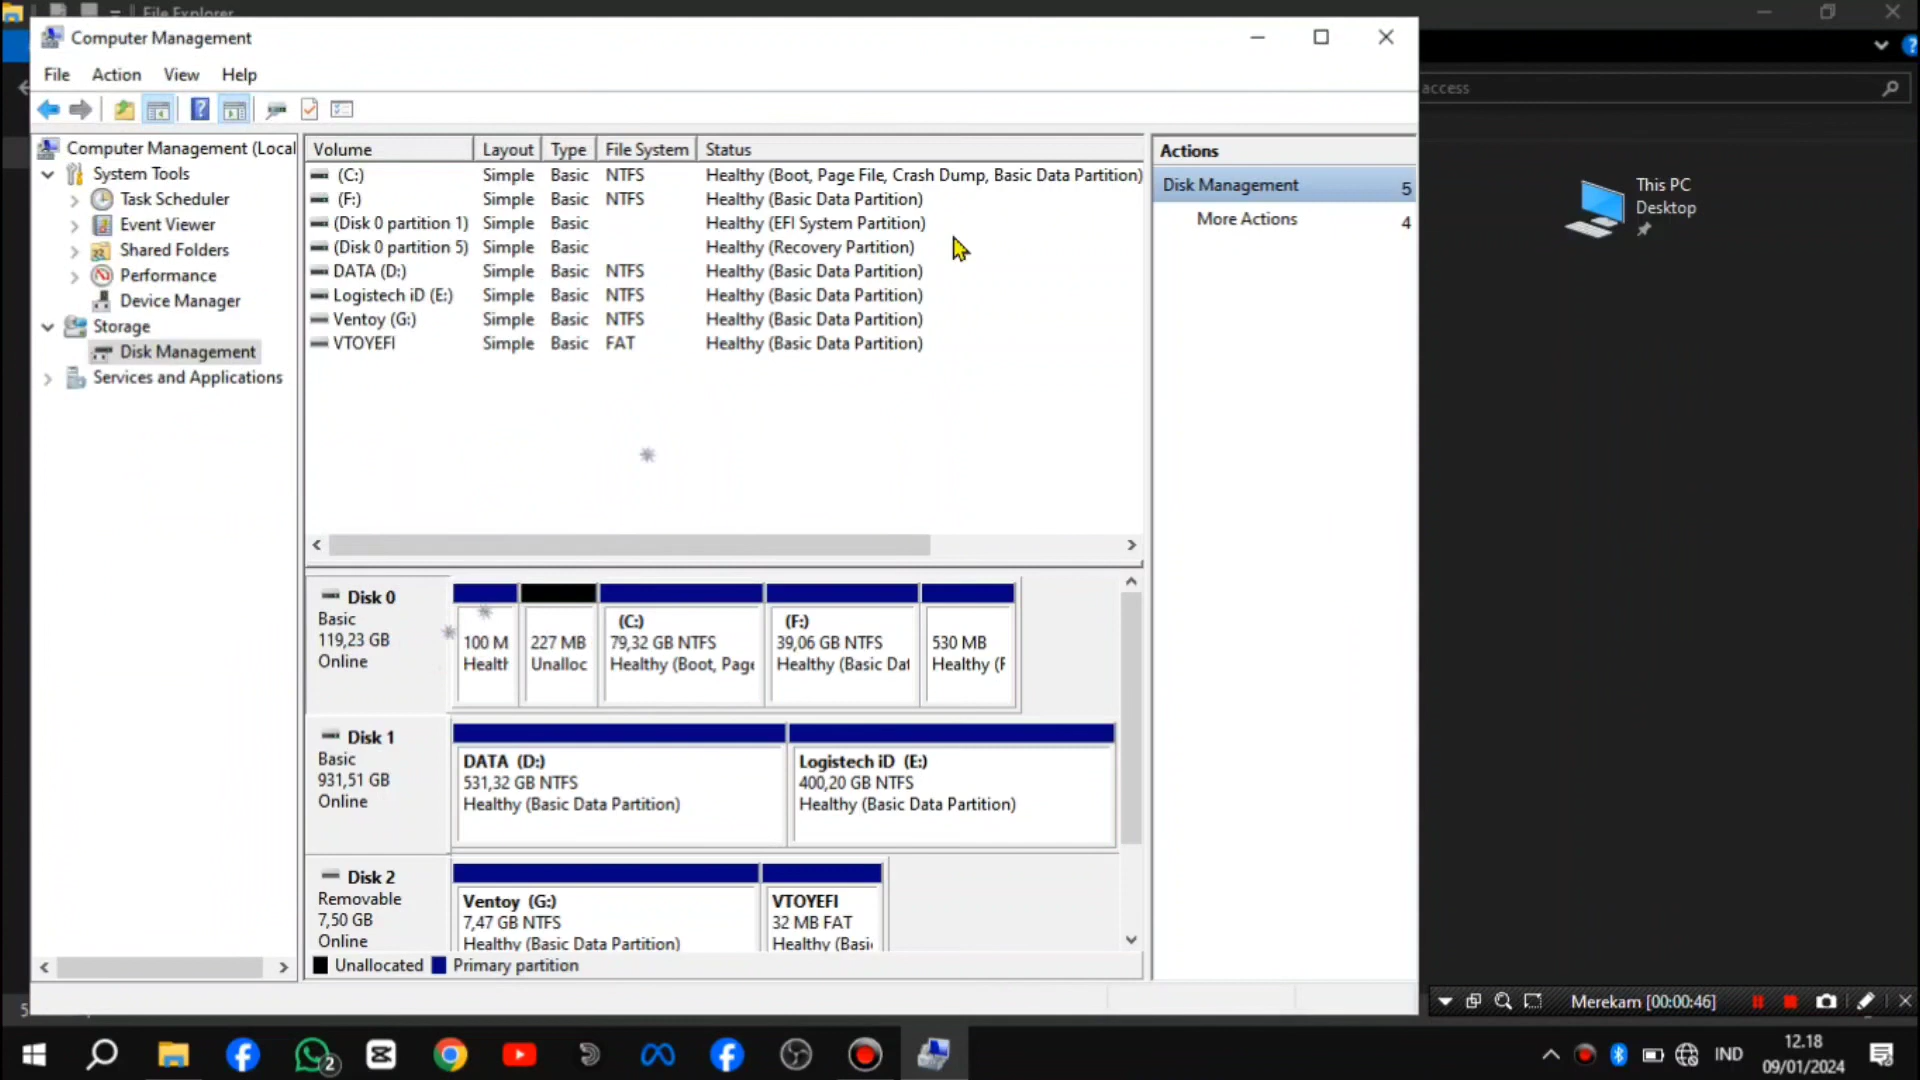 File Explorer
Computer Management
File Action View Help
access
Computer Management (Local
System Tools
Task Scheduler
Event Viewer
Shared Folders
Performance
Device Manager
Storage
Disk Management
Services and Applications
Volume Layout Type File System Status
(C:) Simple Basic NTFS Healthy (Boot, Page File, Crash Dump, Basic Data Partition)
(F:) Simple Basic NTFS Healthy (Basic Data Partition)
(Disk 0 partition 1) Simple Basic Healthy (EFI System Partition)
(Disk 0 partition 5) Simple Basic Healthy (Recovery Partition)
DATA (D:) Simple Basic NTFS Healthy (Basic Data Partition)
Logistech iD (E:) Simple Basic NTFS Healthy (Basic Data Partition)
Ventoy (G:) Simple Basic NTFS Healthy (Basic Data Partition)
VTOYEFI Simple Basic FAT Healthy (Basic Data Partition)
Actions
Disk Management 5
More Actions 4
This PC
Desktop
Disk 0
Basic
119,23 GB
Online
100 M
Health
227 MB
Unalloc
(C:)
79,32 GB NTFS
Healthy (Boot, Page
(F:)
39,06 GB NTFS
Healthy (Basic Dat
530 MB
Healthy (F
Disk 1
Basic
931,51 GB
Online
DATA (D:)
531,32 GB NTFS
Healthy (Basic Data Partition)
Logistech iD (E:)
400,20 GB NTFS
Healthy (Basic Data Partition)
Disk 2
Removable
7,50 GB
Online
Ventoy (G:)
7,47 GB NTFS
Healthy (Basic Data Partition)
VTOYEFI
32 MB FAT
Healthy (Basic
Unallocated Primary partition
5
Merekam [00:00:46]
2
IND
12.18
09/01/2024